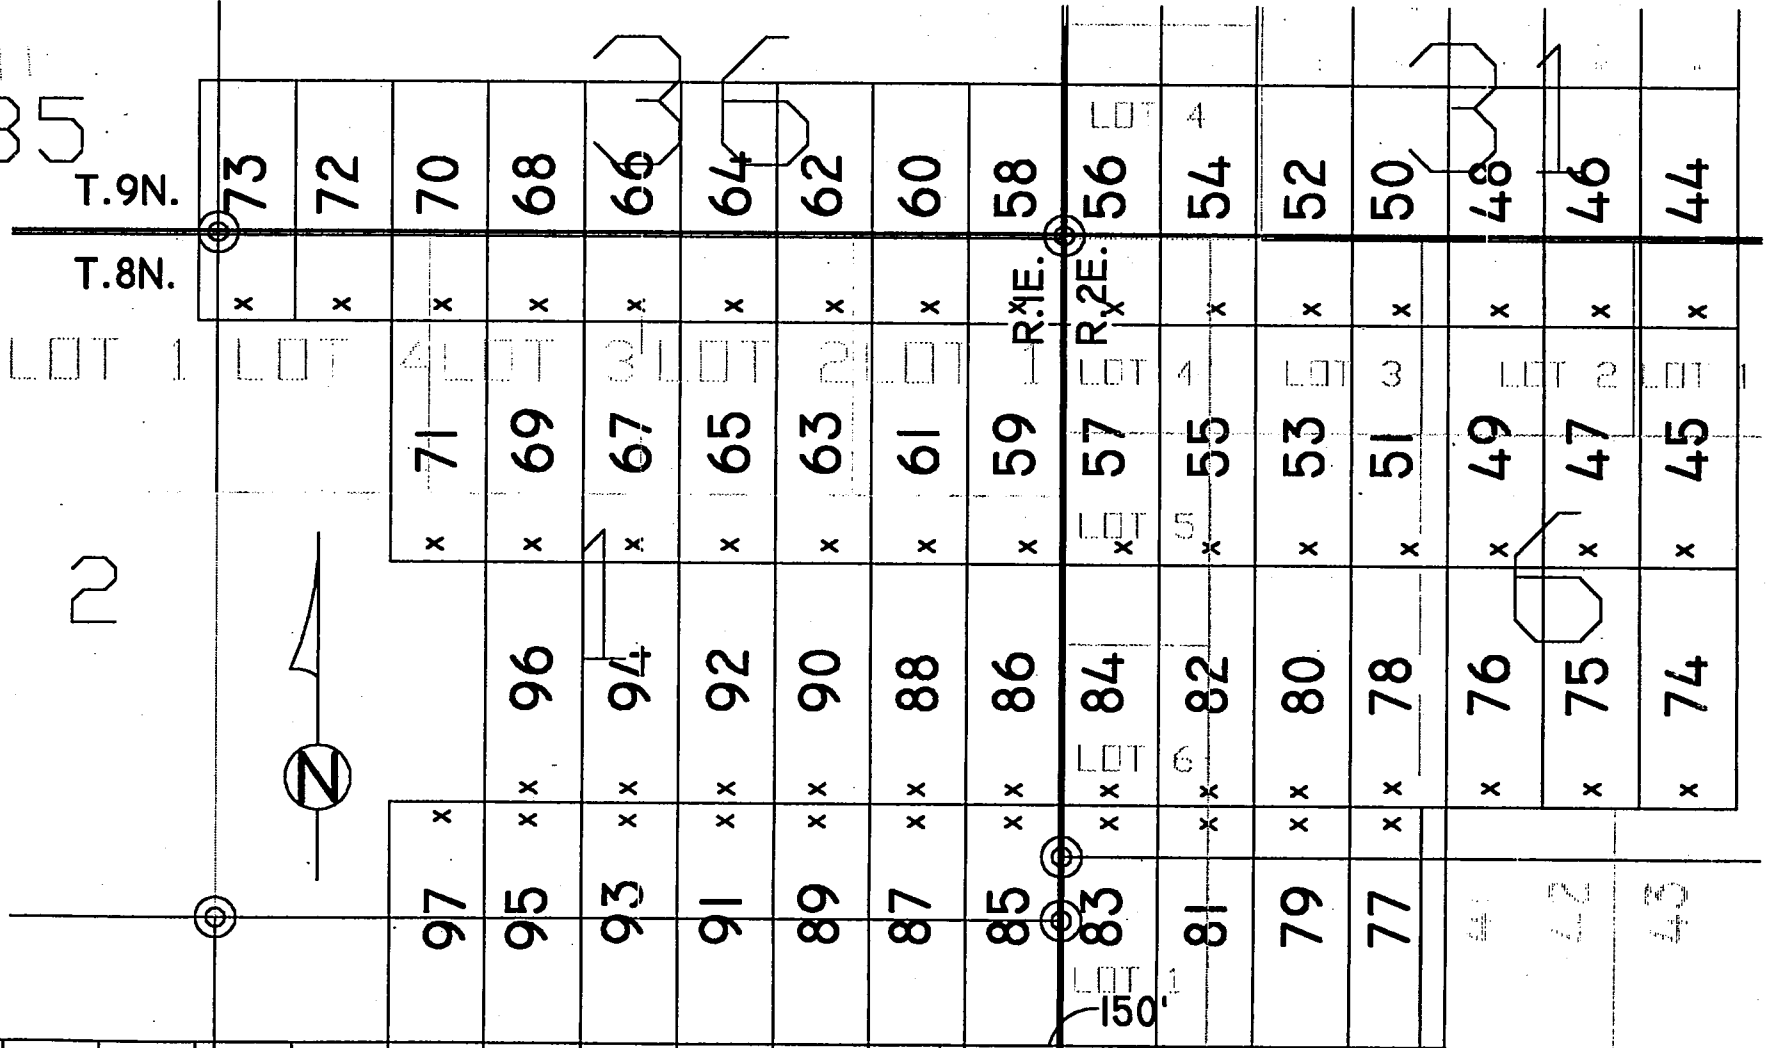 36 31
35
LOT 4
T.9N. 73 72 70 68 66 64 62 60 58 56 54 52 50 48 46 44
T.8N.
R.1E. R.2E.
x x x x x x x x x x x x x x x x
LOT 1 LOT 4 LOT 3 LOT 2 LOT 1 LOT 4 LOT 3 LOT 2 LOT 1
71 69 67 65 63 61 59 57 55 53 51 49 47 45
LOT 5
x x x x x x x x x x x x x x
2 1 6
96 94 92 90 88 86 84 82 80 78 76 75 74
N
LOT 6
x x x x x x x x x x x x x
x x x x x x x x x x x
97 95 93 91 89 87 85 83 81 79 77 42 43
LOT 1
150'